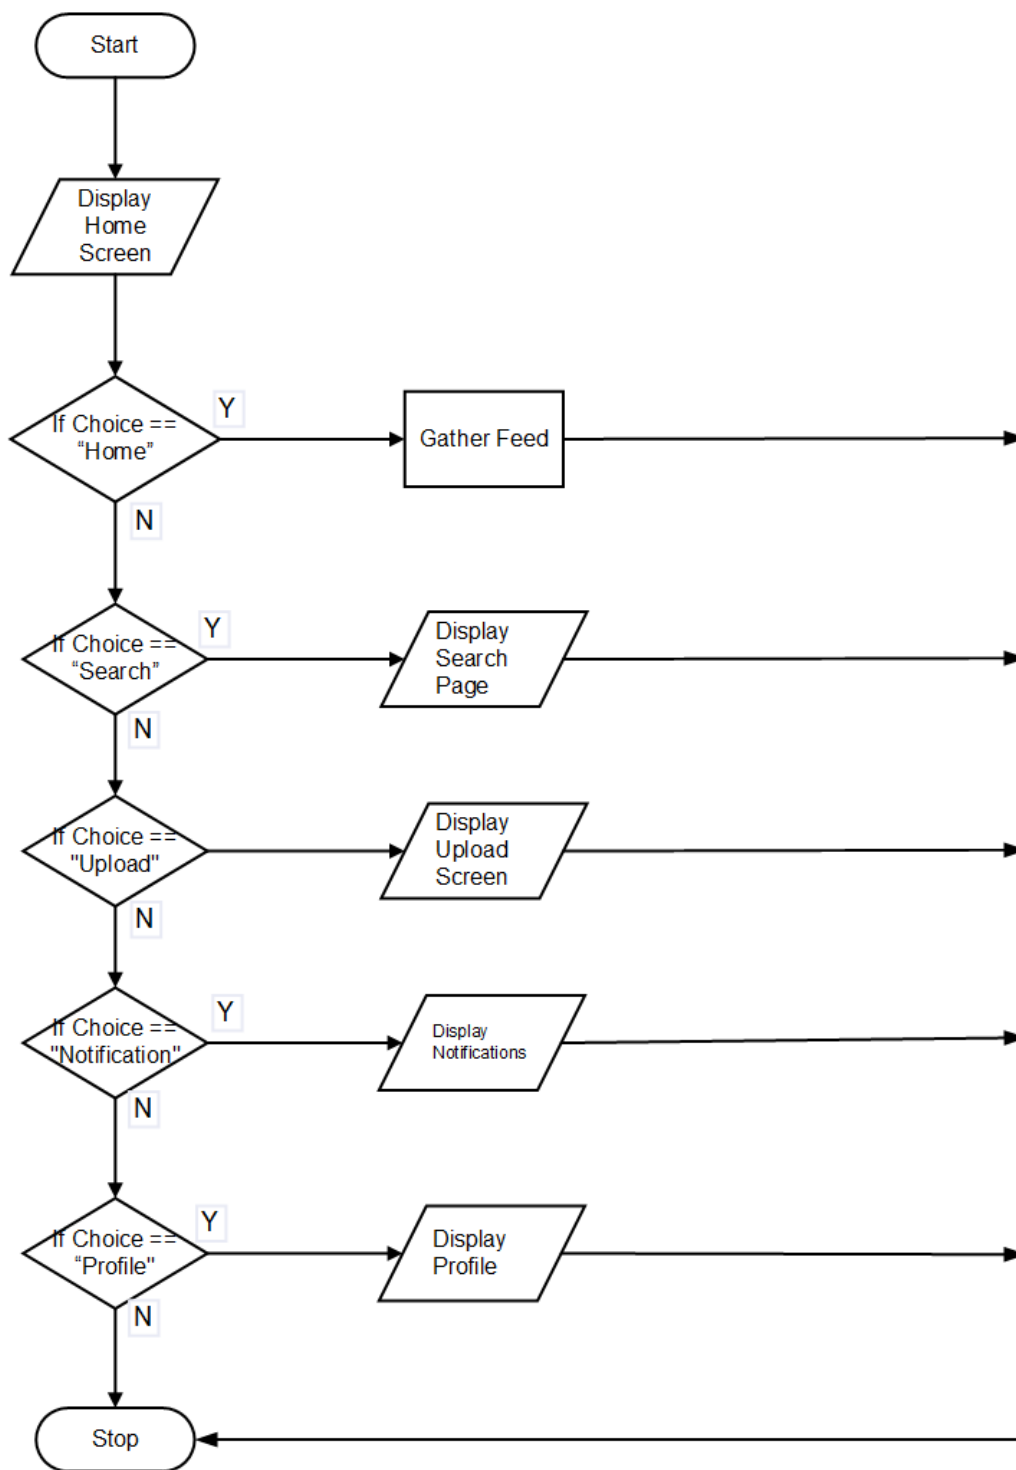 Start
Display
Home
Screen
If Choice ==
“Home”
Y
Gather Feed
N
If Choice ==
“Search”
Y
Display
Search
Page
N
If Choice ==
"Upload"
Display
Upload
Screen
N
If Choice ==
"Notification"
Y
Display
Notifications
N
If Choice ==
“Profile"
Y
Display
Profile
N
Stop